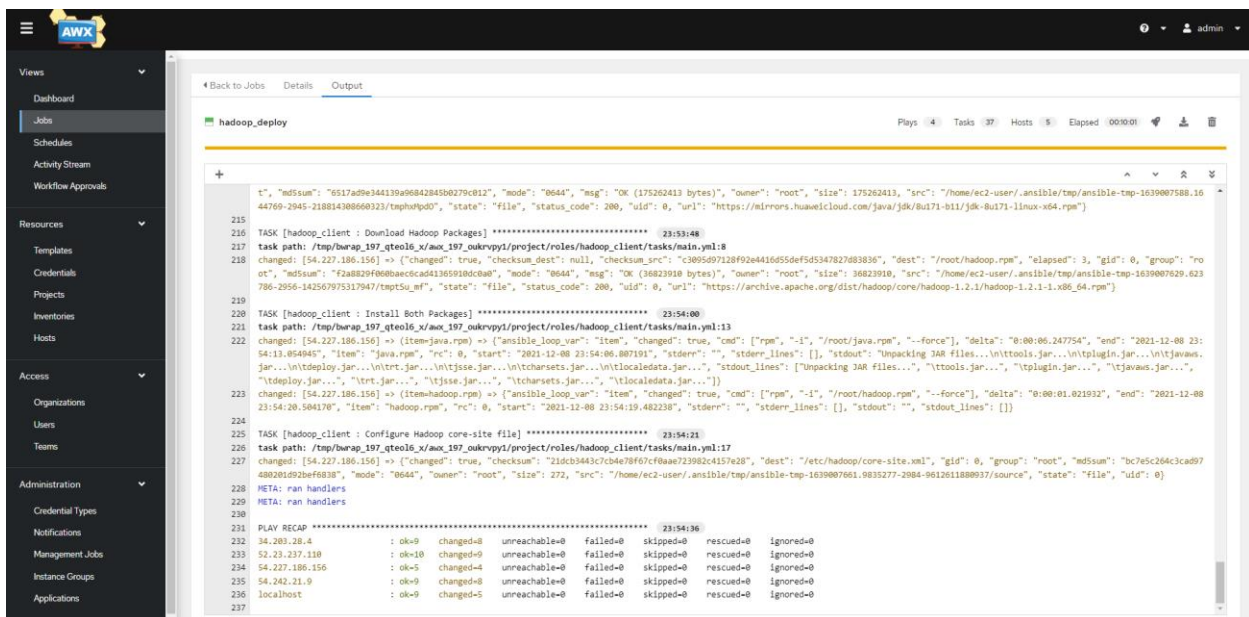 AWX
admin
Views
Dashboard
Jobs
Schedules
Activity Stream
Workflow Approvals
Resources
Templates
Credentials
Projects
Inventories
Hosts
Access
Organizations
Users
Teams
Administration
Credential Types
Notifications
Management Jobs
Instance Groups
Applications
Back to Jobs Details Output
hadoop_deploy Plays 4 Tasks 37 Hosts 5 Elapsed 00:10:01
t", "md5sum": "6517ad9e344139a96842845b0279c012", "mode": "0644", "msg": "OK (175262413 bytes)", "owner": "root", "size": 175262413, "src": "/home/ec2-user/.ansible/tmp/ansible-tmp-1639007588.16
44769-2945-218814308660323/tmphxMpdO", "state": "file", "status_code": 200, "uid": 0, "url": "https://mirrors.huaweicloud.com/java/jdk/8u171-b11/jdk-8u171-linux-x64.rpm"}
215
216 TASK [hadoop_client : Download Hadoop Packages] ******************************** 23:53:48
217 task path: /tmp/bwrap_197_qteol6_x/awx_197_oukrvpy1/project/roles/hadoop_client/tasks/main.yml:8
218 changed: [54.227.186.156] => {"changed": true, "checksum_dest": null, "checksum_src": "c3095d97128f92e4416d55def5d5347827d83836", "dest": "/root/hadoop.rpm", "elapsed": 3, "gid": 0, "group": "ro
ot", "md5sum": "f2a8829f060baec6cad41365910dc0a0", "mode": "0644", "msg": "OK (36823910 bytes)", "owner": "root", "size": 36823910, "src": "/home/ec2-user/.ansible/tmp/ansible-tmp-1639007629.623
786-2956-142567975317947/tmptSu_mf", "state": "file", "status_code": 200, "uid": 0, "url": "https://archive.apache.org/dist/hadoop/core/hadoop-1.2.1/hadoop-1.2.1-1.x86_64.rpm"}
219
220 TASK [hadoop_client : Install Both Packages] *********************************** 23:54:00
221 task path: /tmp/bwrap_197_qteol6_x/awx_197_oukrvpy1/project/roles/hadoop_client/tasks/main.yml:13
222 changed: [54.227.186.156] => (item=java.rpm) => {"ansible_loop_var": "item", "changed": true, "cmd": ["rpm", "-i", "/root/java.rpm", "--force"], "delta": "0:00:06.247754", "end": "2021-12-08 23:
54:13.054945", "item": "java.rpm", "rc": 0, "start": "2021-12-08 23:54:06.807191", "stderr": "", "stderr_lines": [], "stdout": "Unpacking JAR files...\n\ttools.jar...\n\tplugin.jar...\n\tjavaws.
jar...\n\tdeploy.jar...\n\trt.jar...\n\tjsse.jar...\n\tcharsets.jar...\n\tlocaledata.jar...", "stdout_lines": ["Unpacking JAR files...", "\ttools.jar...", "\tplugin.jar...", "\tjavaws.jar...",
"\tdeploy.jar...", "\trt.jar...", "\tjsse.jar...", "\tcharsets.jar...", "\tlocaledata.jar..."]}
223 changed: [54.227.186.156] => (item=hadoop.rpm) => {"ansible_loop_var": "item", "changed": true, "cmd": ["rpm", "-i", "/root/hadoop.rpm", "--force"], "delta": "0:00:01.021932", "end": "2021-12-08
23:54:20.504170", "item": "hadoop.rpm", "rc": 0, "start": "2021-12-08 23:54:19.482238", "stderr": "", "stderr_lines": [], "stdout": "", "stdout_lines": []}
224
225 TASK [hadoop_client : Configure Hadoop core-site file] ************************* 23:54:21
226 task path: /tmp/bwrap_197_qteol6_x/awx_197_oukrvpy1/project/roles/hadoop_client/tasks/main.yml:17
227 changed: [54.227.186.156] => {"changed": true, "checksum": "21dcb3443c7cb4e78f67cf0aae723982c4157e28", "dest": "/etc/hadoop/core-site.xml", "gid": 0, "group": "root", "md5sum": "bc7e5c264c3cad97
480201d92bef6838", "mode": "0644", "owner": "root", "size": 272, "src": "/home/ec2-user/.ansible/tmp/ansible-tmp-1639007661.9835277-2984-9612611880937/source", "state": "file", "uid": 0}
228 META: ran handlers
229 META: ran handlers
230
231 PLAY RECAP ********************************************************************* 23:54:36
232 34.203.28.4 : ok=9 changed=8 unreachable=0 failed=0 skipped=0 rescued=0 ignored=0
233 52.23.237.110 : ok=10 changed=9 unreachable=0 failed=0 skipped=0 rescued=0 ignored=0
234 54.227.186.156 : ok=5 changed=4 unreachable=0 failed=0 skipped=0 rescued=0 ignored=0
235 54.242.21.9 : ok=9 changed=8 unreachable=0 failed=0 skipped=0 rescued=0 ignored=0
236 localhost : ok=9 changed=5 unreachable=0 failed=0 skipped=0 rescued=0 ignored=0
237